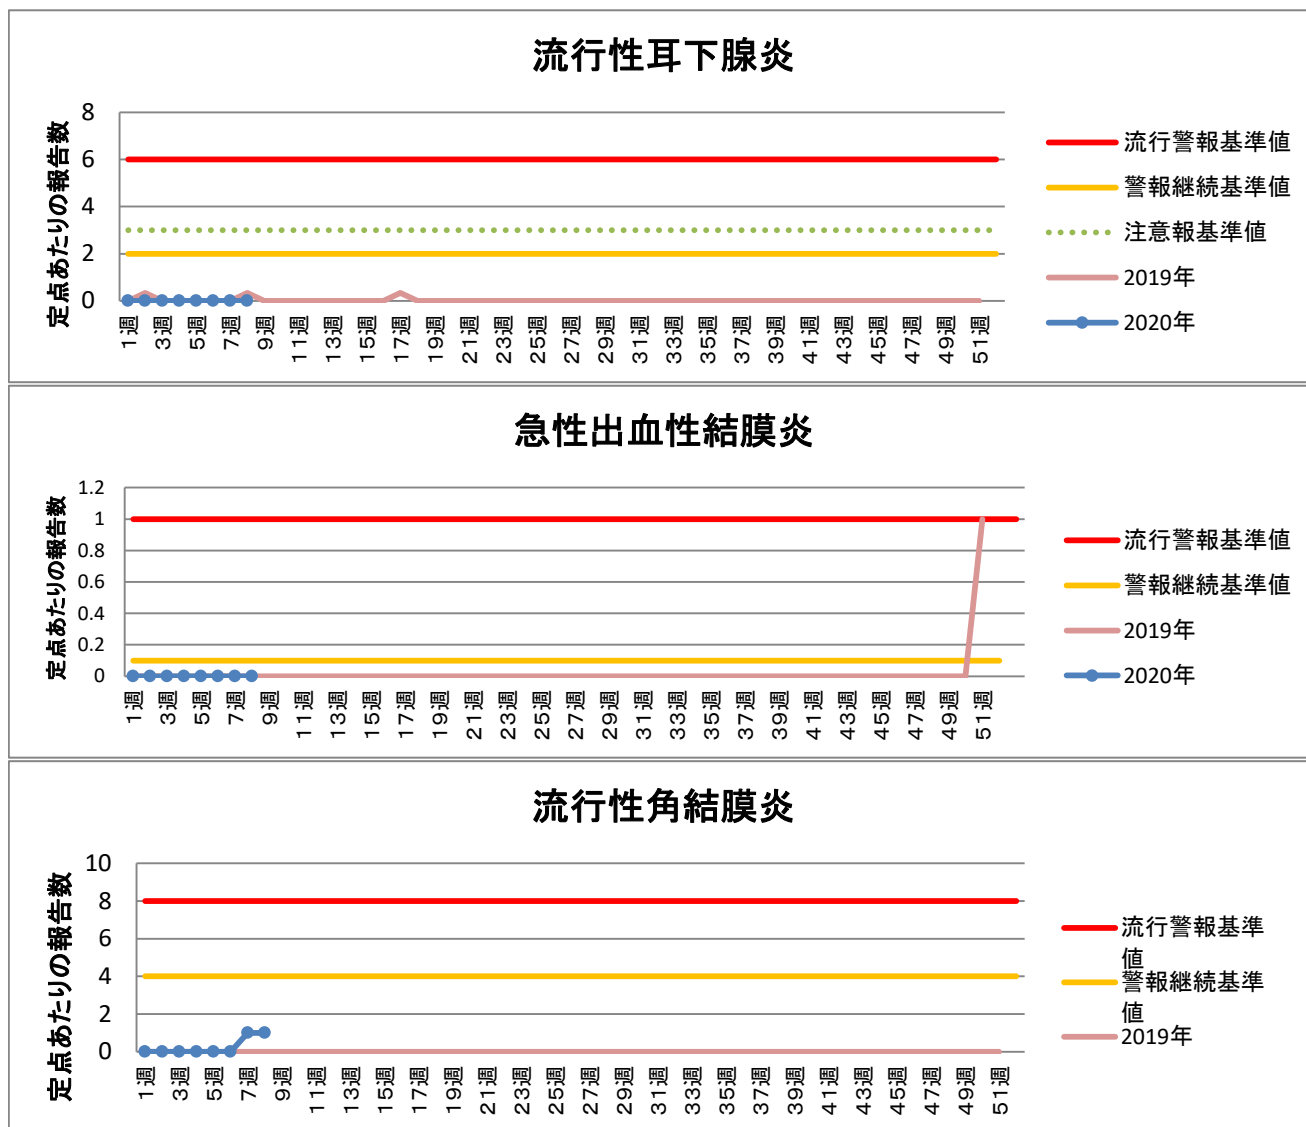 流行性耳下腺炎
定点あたりの報告数
8
6
4
2
0
1週 3週 5週 7週 9週 11週 13週 15週 17週 19週 21週 23週 25週 27週 29週 31週 33週 35週 37週 39週 41週 43週 45週 47週 49週 51週
流行警報基準値
警報継続基準値
注意報基準値
2019年
2020年
急性出血性結膜炎
定点あたりの報告数
1.2
1
0.8
0.6
0.4
0.2
0
1週 3週 5週 7週 9週 11週 13週 15週 17週 19週 21週 23週 25週 27週 29週 31週 33週 35週 37週 39週 41週 43週 45週 47週 49週 51週
流行警報基準値
警報継続基準値
2019年
2020年
流行性角結膜炎
定点あたりの報告数
10
8
6
4
2
0
1週 3週 5週 7週 9週 11週 13週 15週 17週 19週 21週 23週 25週 27週 29週 31週 33週 35週 37週 39週 41週 43週 45週 47週 49週 51週
流行警報基準
値
警報継続基準
値
2019年